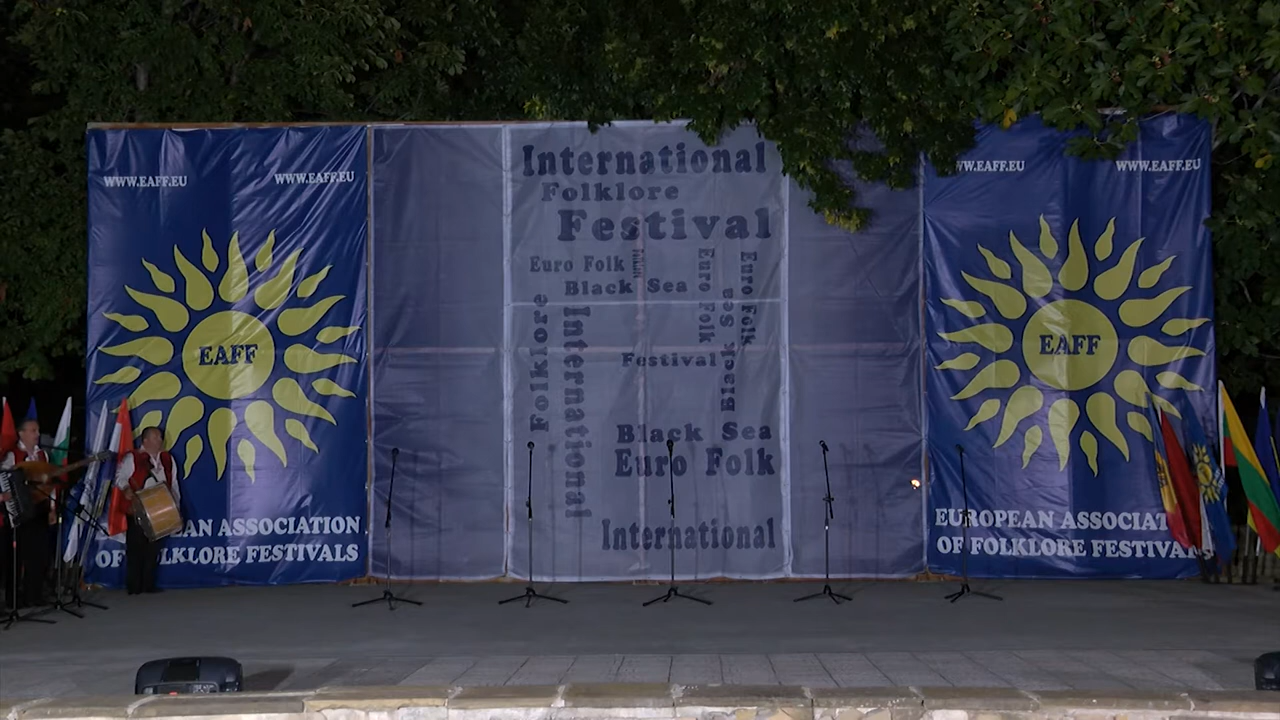 WWW.EAFF.EU
WWW.EAFF.EU
EAFF
PEAN ASSOCIATION
OF FOLKLORE FESTIVALS
International
Folklore
Festival
Euro Folk
Black Sea
Folklore
International
Euro Folk
Black Sea
Euro Folk
Festival
Black Sea
Euro Folk
International
WWW.EAFF.EU
WWW.EAFF.EU
EAFF
EUROPEAN ASSOCIAT
OF FOLKLORE FESTIVALS